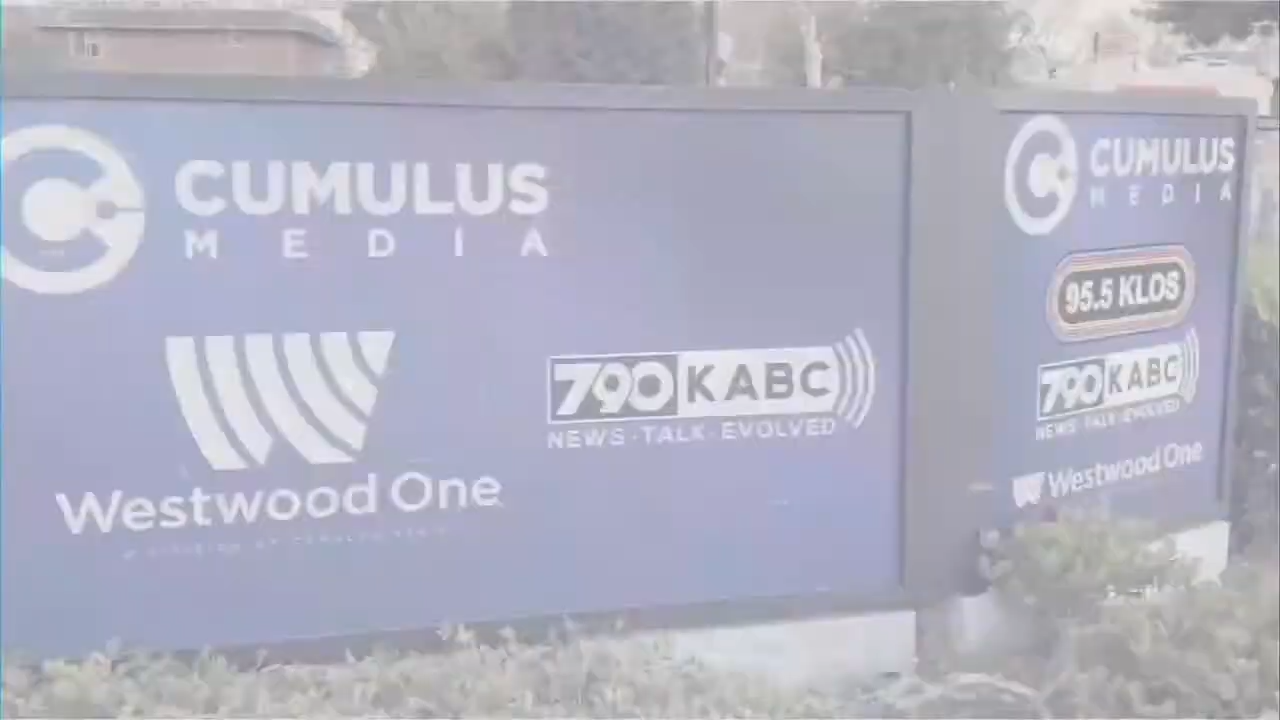 CUMULUS
MEDIA
Westwood One
790 KABC
NEWS · TALK · EVOLVED
CUMULUS
MEDIA
95.5 KLOS
790 KABC
NEWS · TALK · EVOLVED
Westwood One